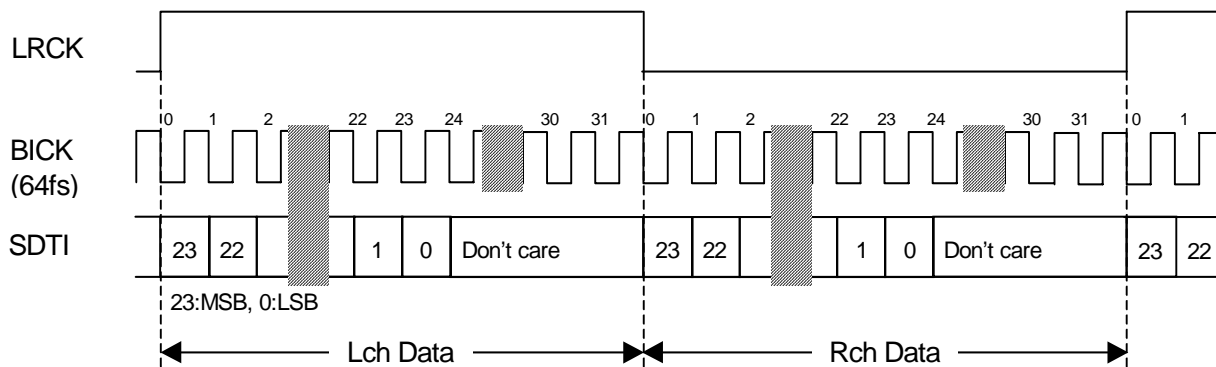 LRCK
0 1 2 22 23 24 30 31 0 1 2 22 23 24 30 31 0 1
BICK
(64fs)
SDTI 23 22 1 0 Don't care 23 22 1 0 Don't care 23 22
23:MSB, 0:LSB
Lch Data Rch Data